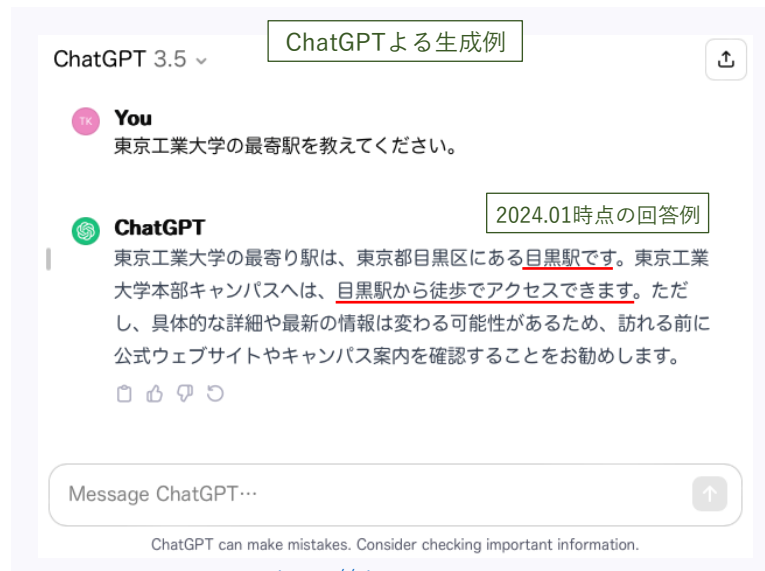 ChatGPTよる生成例
ChatGPT 3.5
TK
You
東京工業大学の最寄駅を教えてください。
2024.01時点の回答例
ChatGPT
東京工業大学の最寄り駅は、東京都目黒区にある目黒駅です。東京工業
大学本部キャンパスへは、目黒駅から徒歩でアクセスできます。ただ
し、具体的な詳細や最新の情報は変わる可能性があるため、訪れる前に
公式ウェブサイトやキャンパス案内を確認することをお勧めします。
Message ChatGPT…
ChatGPT can make mistakes. Consider checking important information.